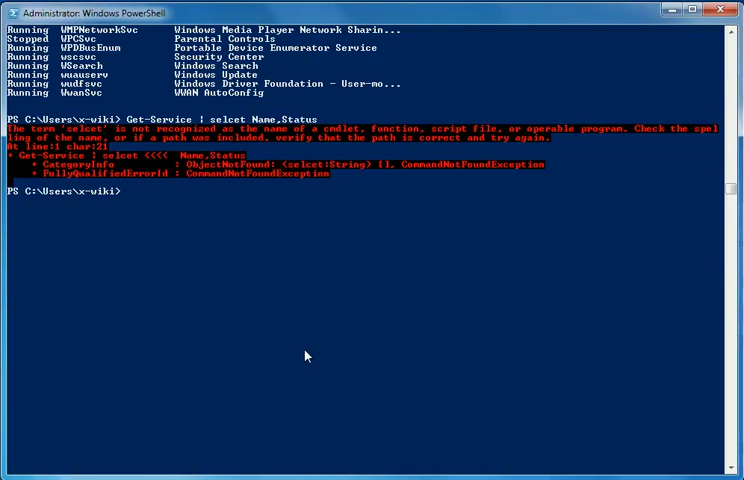 Administrator: Windows PowerShell
Running WMPNetworkSvc Windows Media Player Network Sharin...
Stopped WPCSvc Parental Controls
Running WPDBusEnum Portable Device Enumerator Service
Running wscsvc Security Center
Running WSearch Windows Search
Running wuauserv Windows Update
Running wudfsvc Windows Driver Foundation - User-mo...
Running WwanSvc WWAN AutoConfig
PS C:\Users\x-wiki> Get-Service | selcet Name,Status
The term 'selcet' is not recognized as the name of a cmdlet, function, script file, or operable program. Check the spel
ling of the name, or if a path was included, verify that the path is correct and try again.
At line:1 char:21
+ Get-Service | selcet <<<< Name,Status
+ CategoryInfo : ObjectNotFound: (selcet:String) [], CommandNotFoundException
+ FullyQualifiedErrorId : CommandNotFoundException
PS C:\Users\x-wiki>